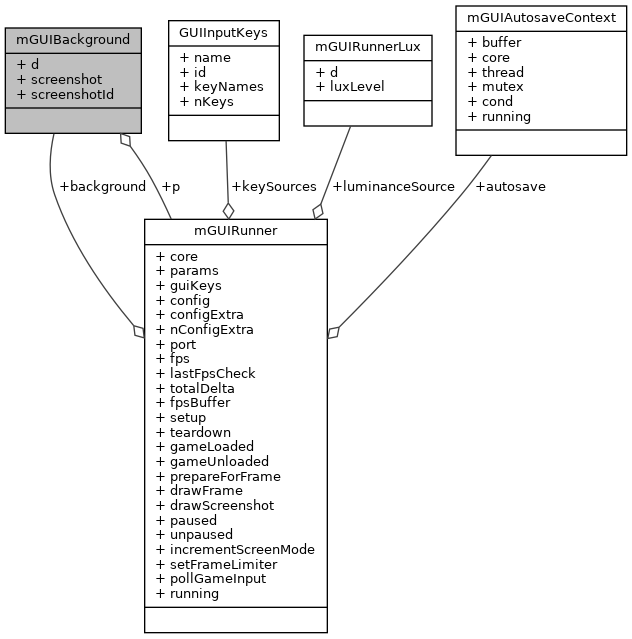 mGUIBackground
+ d
+ screenshot
+ screenshotId
GUIInputKeys
+ name
+ id
+ keyNames
+ nKeys
mGUIRunnerLux
+ d
+ luxLevel
mGUIAutosaveContext
+ buffer
+ core
+ thread
+ mutex
+ cond
+ running
+background
+p
+keySources
+luminanceSource
+autosave
mGUIRunner
+ core
+ params
+ guiKeys
+ config
+ configExtra
+ nConfigExtra
+ port
+ fps
+ lastFpsCheck
+ totalDelta
+ fpsBuffer
+ setup
+ teardown
+ gameLoaded
+ gameUnloaded
+ prepareForFrame
+ drawFrame
+ drawScreenshot
+ paused
+ unpaused
+ incrementScreenMode
+ setFrameLimiter
+ pollGameInput
+ running